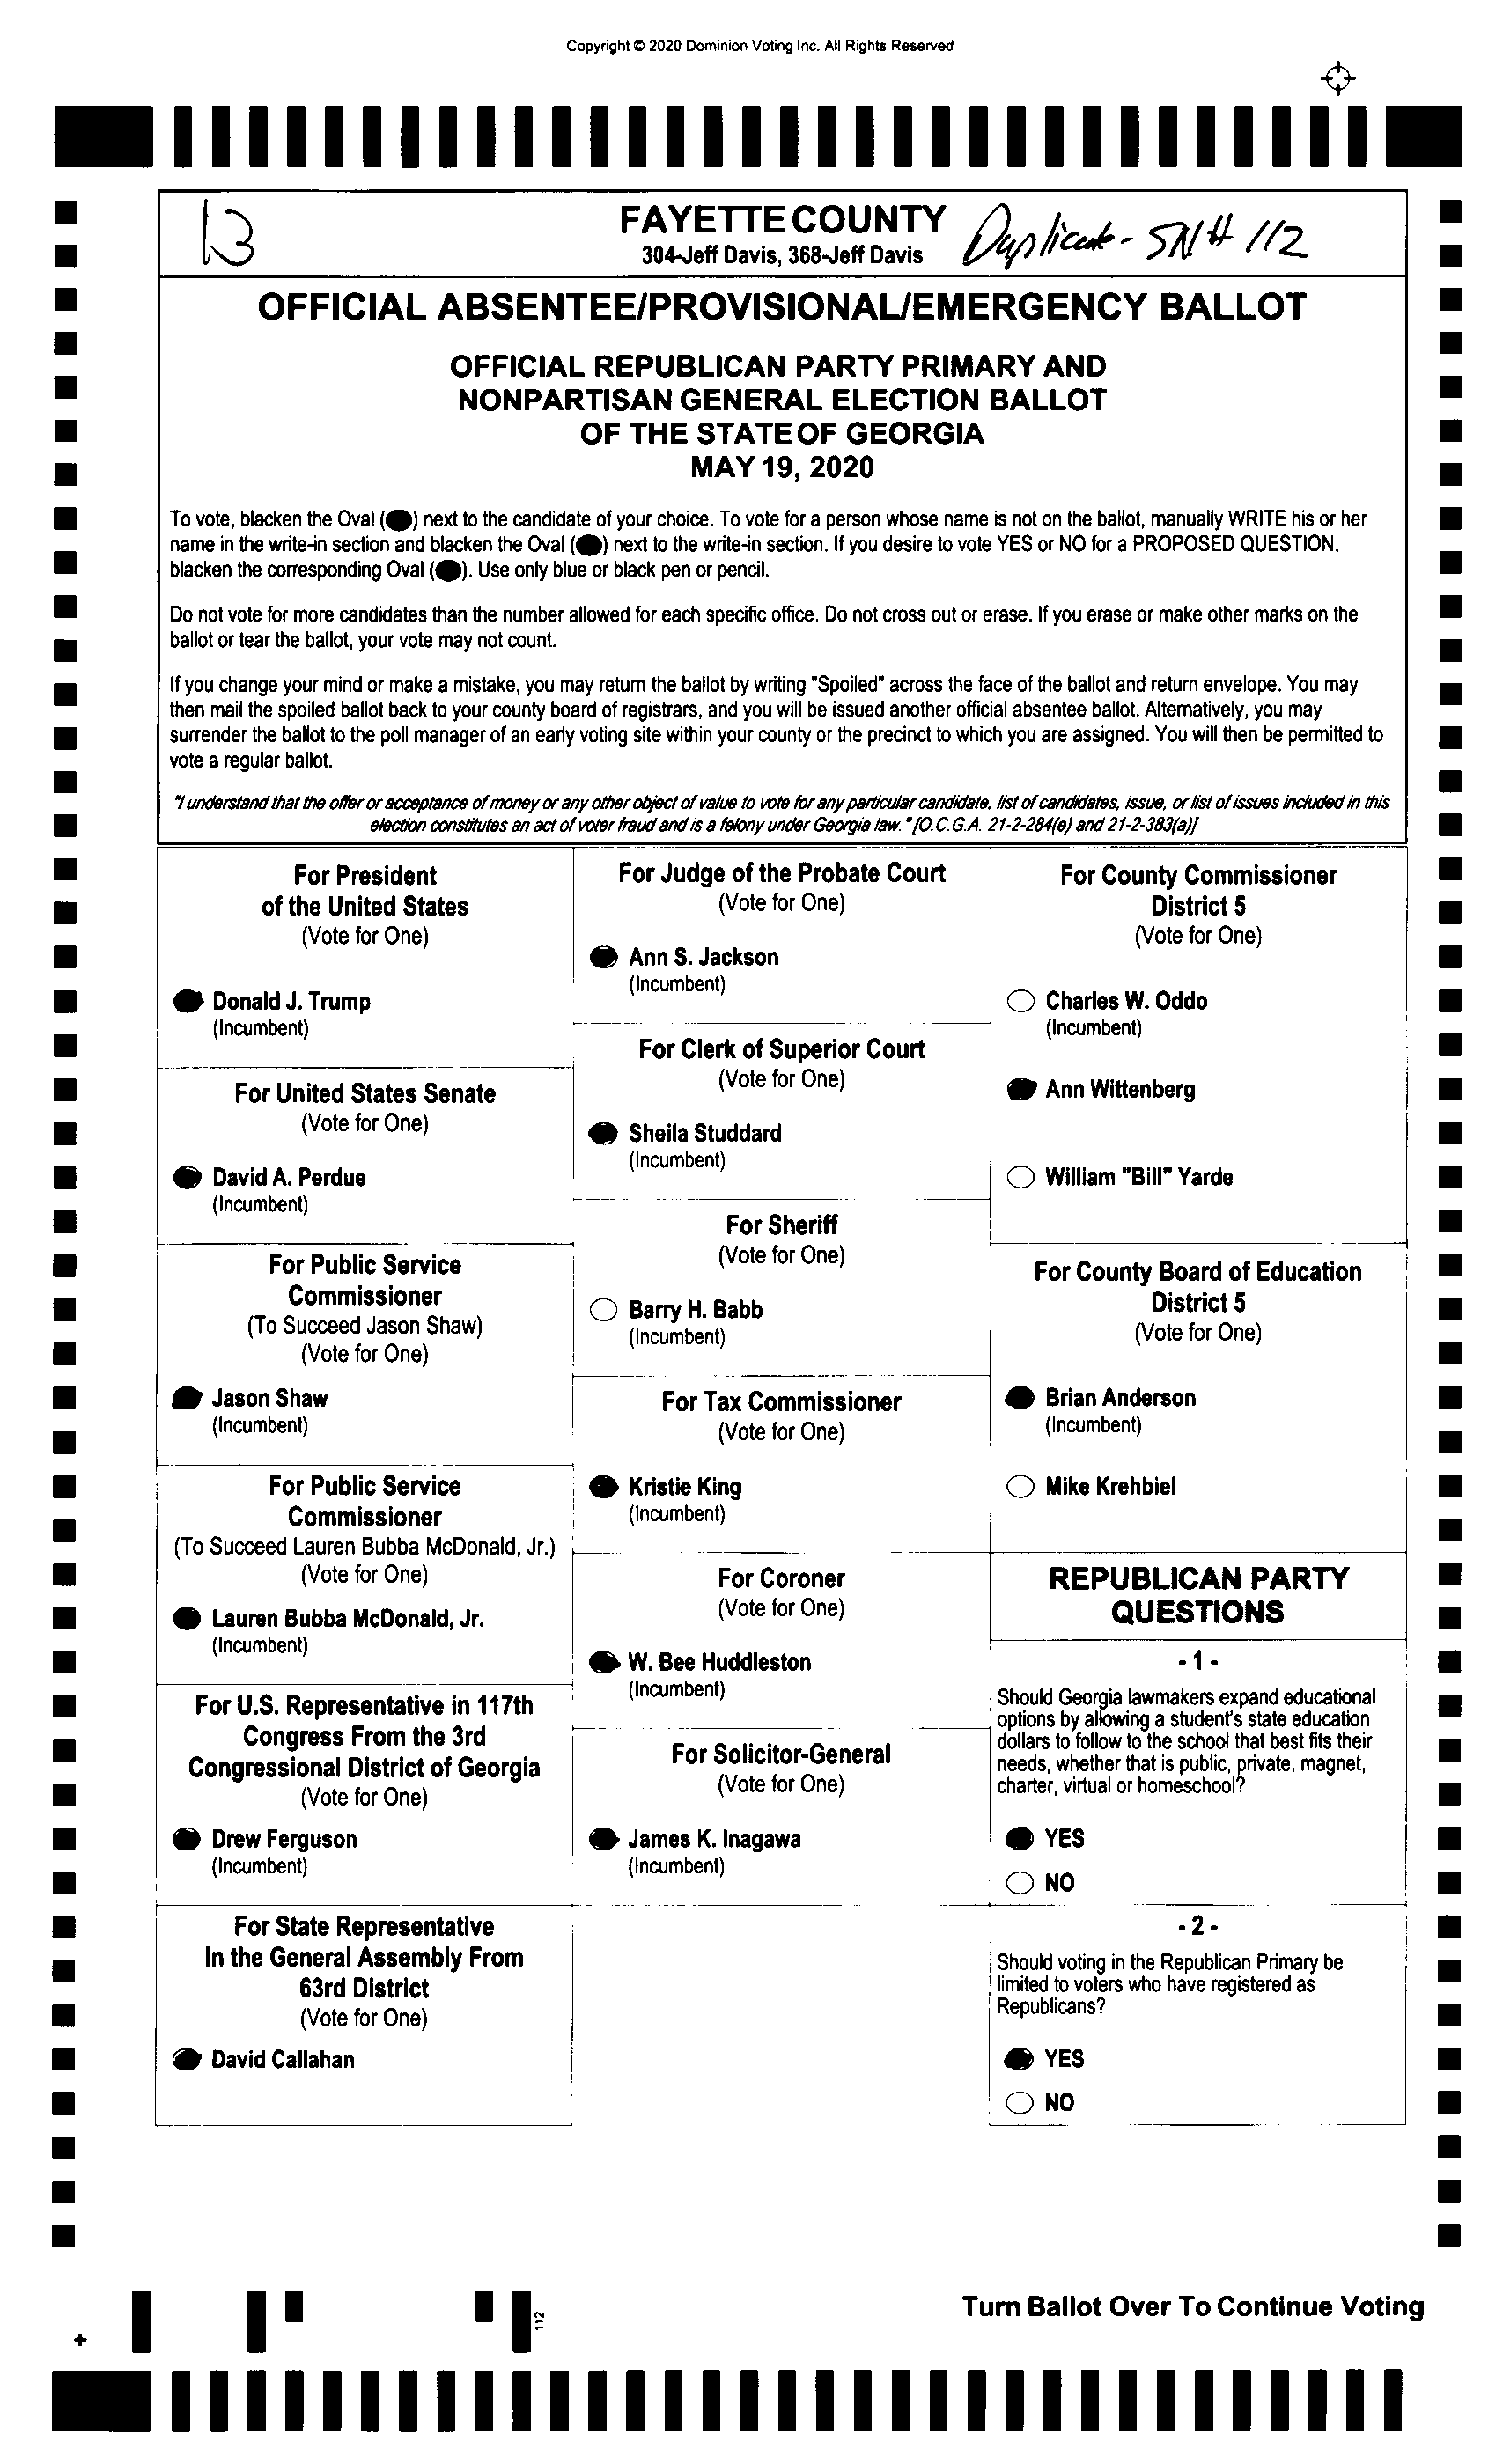 Copyright © 2020 Dominion Voting Inc. All Rights Reserved
13
FAYETTE COUNTY
304-Jeff Davis, 368-Jeff Davis
Duplicate - SN# 112
OFFICIAL ABSENTEE/PROVISIONAL/EMERGENCY BALLOT
OFFICIAL REPUBLICAN PARTY PRIMARY AND
NONPARTISAN GENERAL ELECTION BALLOT
OF THE STATE OF GEORGIA
MAY 19, 2020
To vote, blacken the Oval ( ) next to the candidate of your choice. To vote for a person whose name is not on the ballot, manually WRITE his or her
name in the write-in section and blacken the Oval ( ) next to the write-in section. If you desire to vote YES or NO for a PROPOSED QUESTION,
blacken the corresponding Oval ( ). Use only blue or black pen or pencil.
Do not vote for more candidates than the number allowed for each specific office. Do not cross out or erase. If you erase or make other marks on the
ballot or tear the ballot, your vote may not count.
If you change your mind or make a mistake, you may return the ballot by writing "Spoiled" across the face of the ballot and return envelope. You may
then mail the spoiled ballot back to your county board of registrars, and you will be issued another official absentee ballot. Alternatively, you may
surrender the ballot to the poll manager of an early voting site within your county or the precinct to which you are assigned. You will then be permitted to
vote a regular ballot.
"I understand that the offer or acceptance of money or any other object of value to vote for any particular candidate, list of candidates, issue, or list of issues included in this
election constitutes an act of voter fraud and is a felony under Georgia law." [O.C.G.A. 21-2-284(e) and 21-2-383(a)]
For President
of the United States
(Vote for One)
Donald J. Trump
(Incumbent)
For United States Senate
(Vote for One)
David A. Perdue
(Incumbent)
For Public Service
Commissioner
(To Succeed Jason Shaw)
(Vote for One)
Jason Shaw
(Incumbent)
For Public Service
Commissioner
(To Succeed Lauren Bubba McDonald, Jr.)
(Vote for One)
Lauren Bubba McDonald, Jr.
(Incumbent)
For U.S. Representative in 117th
Congress From the 3rd
Congressional District of Georgia
(Vote for One)
Drew Ferguson
(Incumbent)
For State Representative
In the General Assembly From
63rd District
(Vote for One)
David Callahan
For Judge of the Probate Court
(Vote for One)
Ann S. Jackson
(Incumbent)
For Clerk of Superior Court
(Vote for One)
Sheila Studdard
(Incumbent)
For Sheriff
(Vote for One)
Barry H. Babb
(Incumbent)
For Tax Commissioner
(Vote for One)
Kristie King
(Incumbent)
For Coroner
(Vote for One)
W. Bee Huddleston
(Incumbent)
For Solicitor-General
(Vote for One)
James K. Inagawa
(Incumbent)
For County Commissioner
District 5
(Vote for One)
Charles W. Oddo
(Incumbent)
Ann Wittenberg
William "Bill" Yarde
For County Board of Education
District 5
(Vote for One)
Brian Anderson
(Incumbent)
Mike Krehbiel
REPUBLICAN PARTY
QUESTIONS
- 1 -
Should Georgia lawmakers expand educational
options by allowing a student's state education
dollars to follow to the school that best fits their
needs, whether that is public, private, magnet,
charter, virtual or homeschool?
YES
NO
- 2 -
Should voting in the Republican Primary be
limited to voters who have registered as
Republicans?
YES
NO
Turn Ballot Over To Continue Voting
112